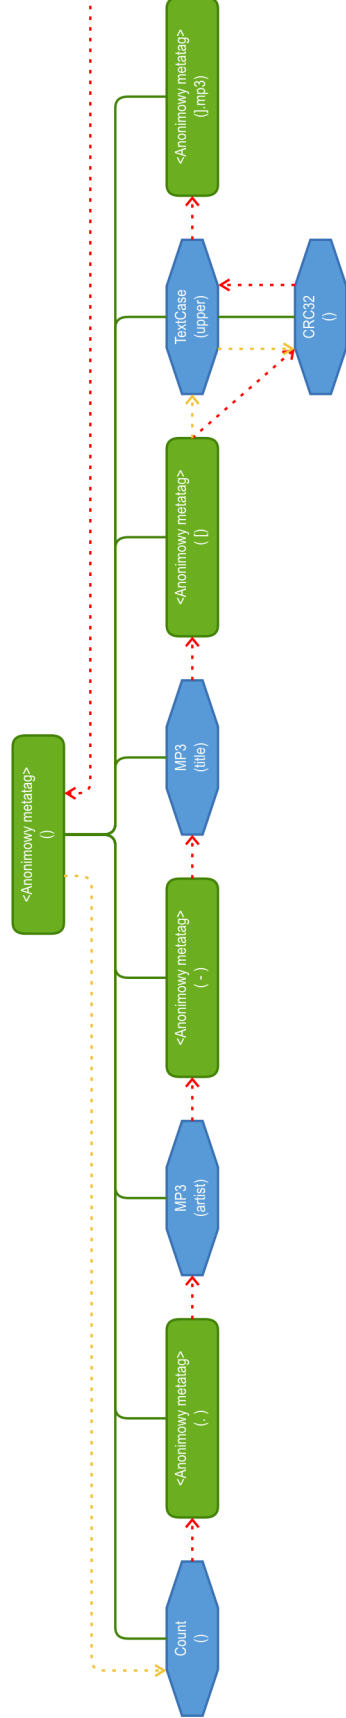 <Anonimowy metatag>
()
Count
()
<Anonimowy metatag>
(. )
MP3
(artist)
<Anonimowy metatag>
( - )
MP3
(title)
<Anonimowy metatag>
( [)
TextCase
(upper)
<Anonimowy metatag>
(].mp3)
CRC32
()